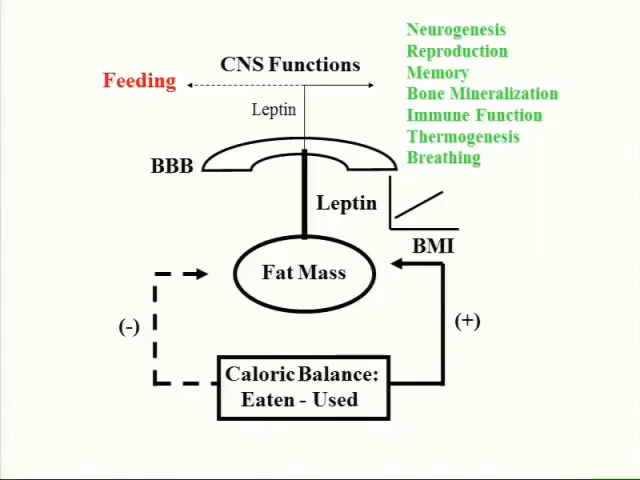 Neurogenesis
Reproduction
Memory
Bone Mineralization
Immune Function
Thermogenesis
Breathing
CNS Functions
Feeding
Leptin
BBB
Leptin
BMI
Fat Mass
(-)
(+)
Caloric Balance:
Eaten - Used